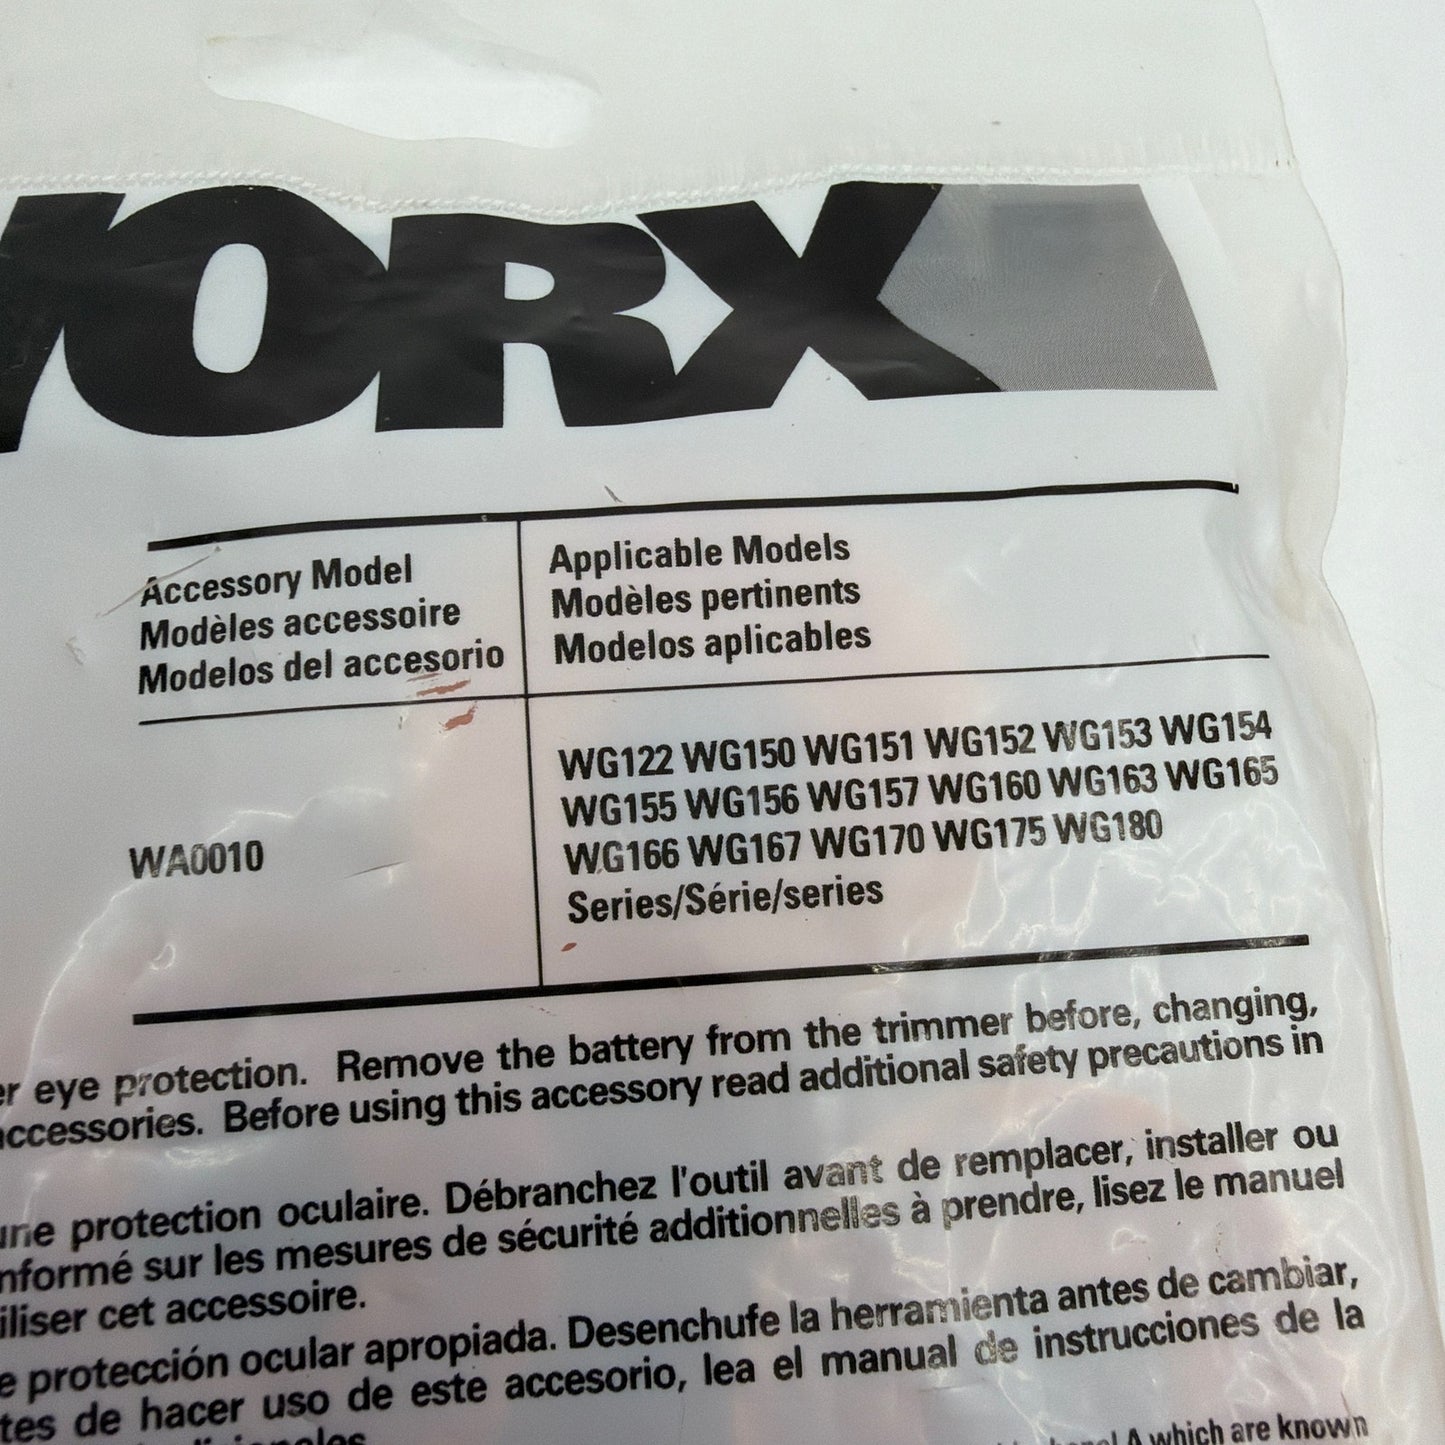 WORX
Accessory Model
Modèles accessoire
Modelos del accesorio
Applicable Models
Modèles pertinents
Modelos aplicables
WA0010
WG122 WG150 WG151 WG152 WG153 WG154
WG155 WG156 WG157 WG160 WG163 WG165
WG166 WG167 WG170 WG175 WG180
Series/Série/series
eye protection. Remove the battery from the trimmer before, changing,
accessories. Before using this accessory read additional safety precautions in
une protection oculaire. Débranchez l'outil avant de remplacer, installer ou
nformé sur les mesures de sécurité additionnelles à prendre, lisez le manuel
iliser cet accessoire.
e protección ocular apropiada. Desenchufe la herramienta antes de cambiar,
tes de hacer uso de este accesorio, lea el manual de instrucciones de la
A which are known